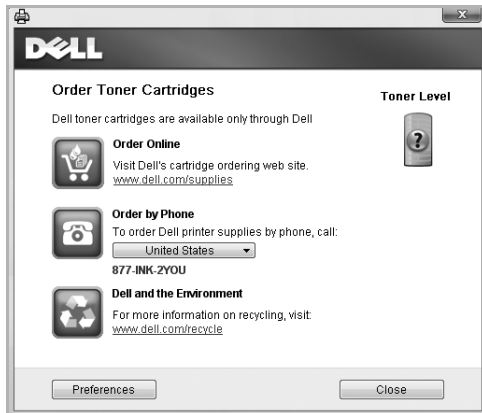 DELL
Order Toner Cartridges
Toner Level
Dell toner cartridges are available only through Dell
?
Order Online
Visit Dell's cartridge ordering web site.
www.dell.com/supplies
Order by Phone
To order Dell printer supplies by phone, call:
United States
877-INK-2YOU
Dell and the Environment
For more information on recycling, visit:
www.dell.com/recycle
Preferences
Close